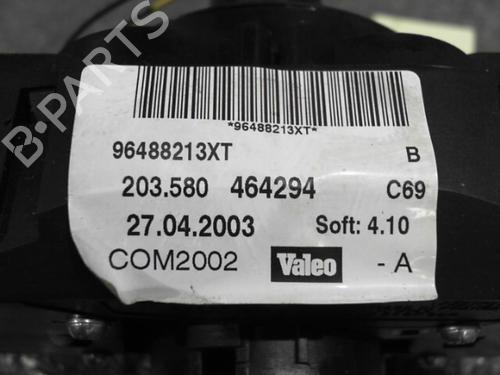 B-PARTS
*96488213XT*
96488213XT B
203.580 464294 C69
27.04.2003 Soft: 4.10
COM2002 Valeo - A